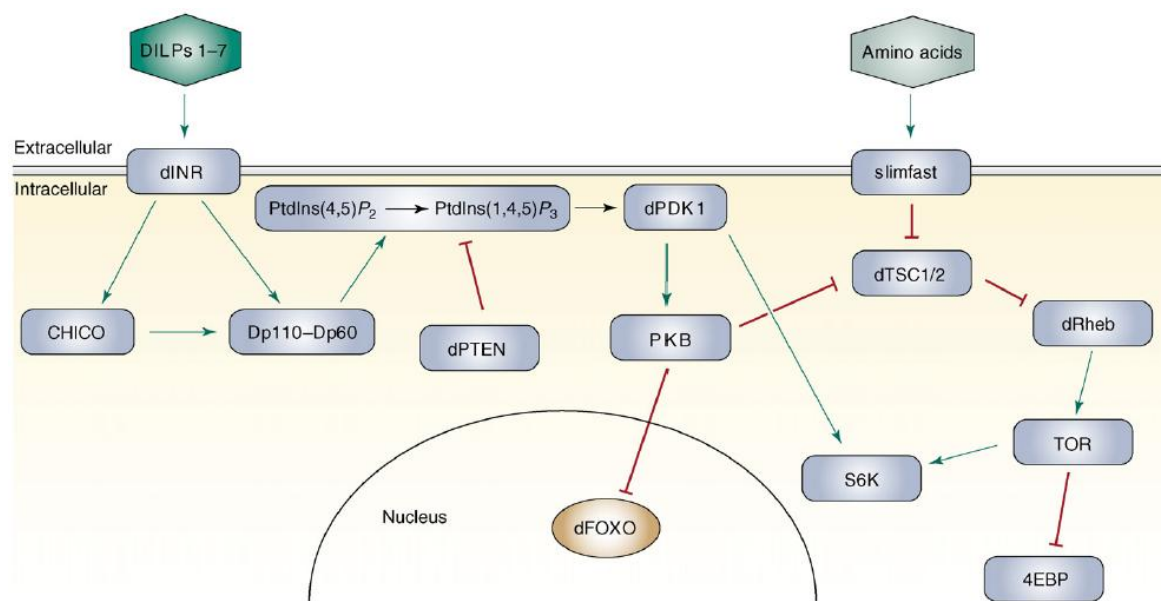 DILPs 1–7
Amino acids
Extracellular
dINR
slimfast
Intracellular
PtdIns(4,5)P₂
PtdIns(1,4,5)P₃
dPDK1
dTSC1/2
CHICO
Dp110–Dp60
dPTEN
PKB
dRheb
TOR
S6K
Nucleus
dFOXO
4EBP